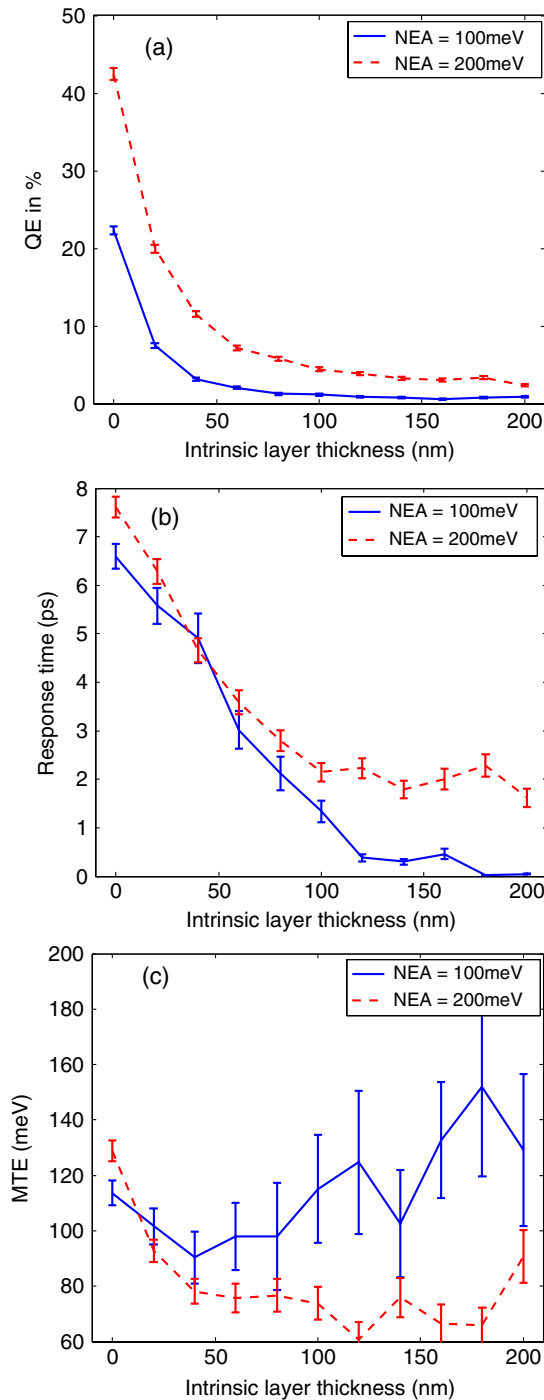 (a)
NEA = 100meV
NEA = 200meV
50
40
30
20
10
0
QE in %
0 50 100 150 200
Intrinsic layer thickness (nm)
(b)
NEA = 100meV
NEA = 200meV
8
7
6
5
4
3
2
1
0
Response time (ps)
0 50 100 150 200
Intrinsic layer thickness (nm)
(c)
NEA = 100meV
NEA = 200meV
200
180
160
140
120
100
80
60
MTE (meV)
0 50 100 150 200
Intrinsic layer thickness (nm)